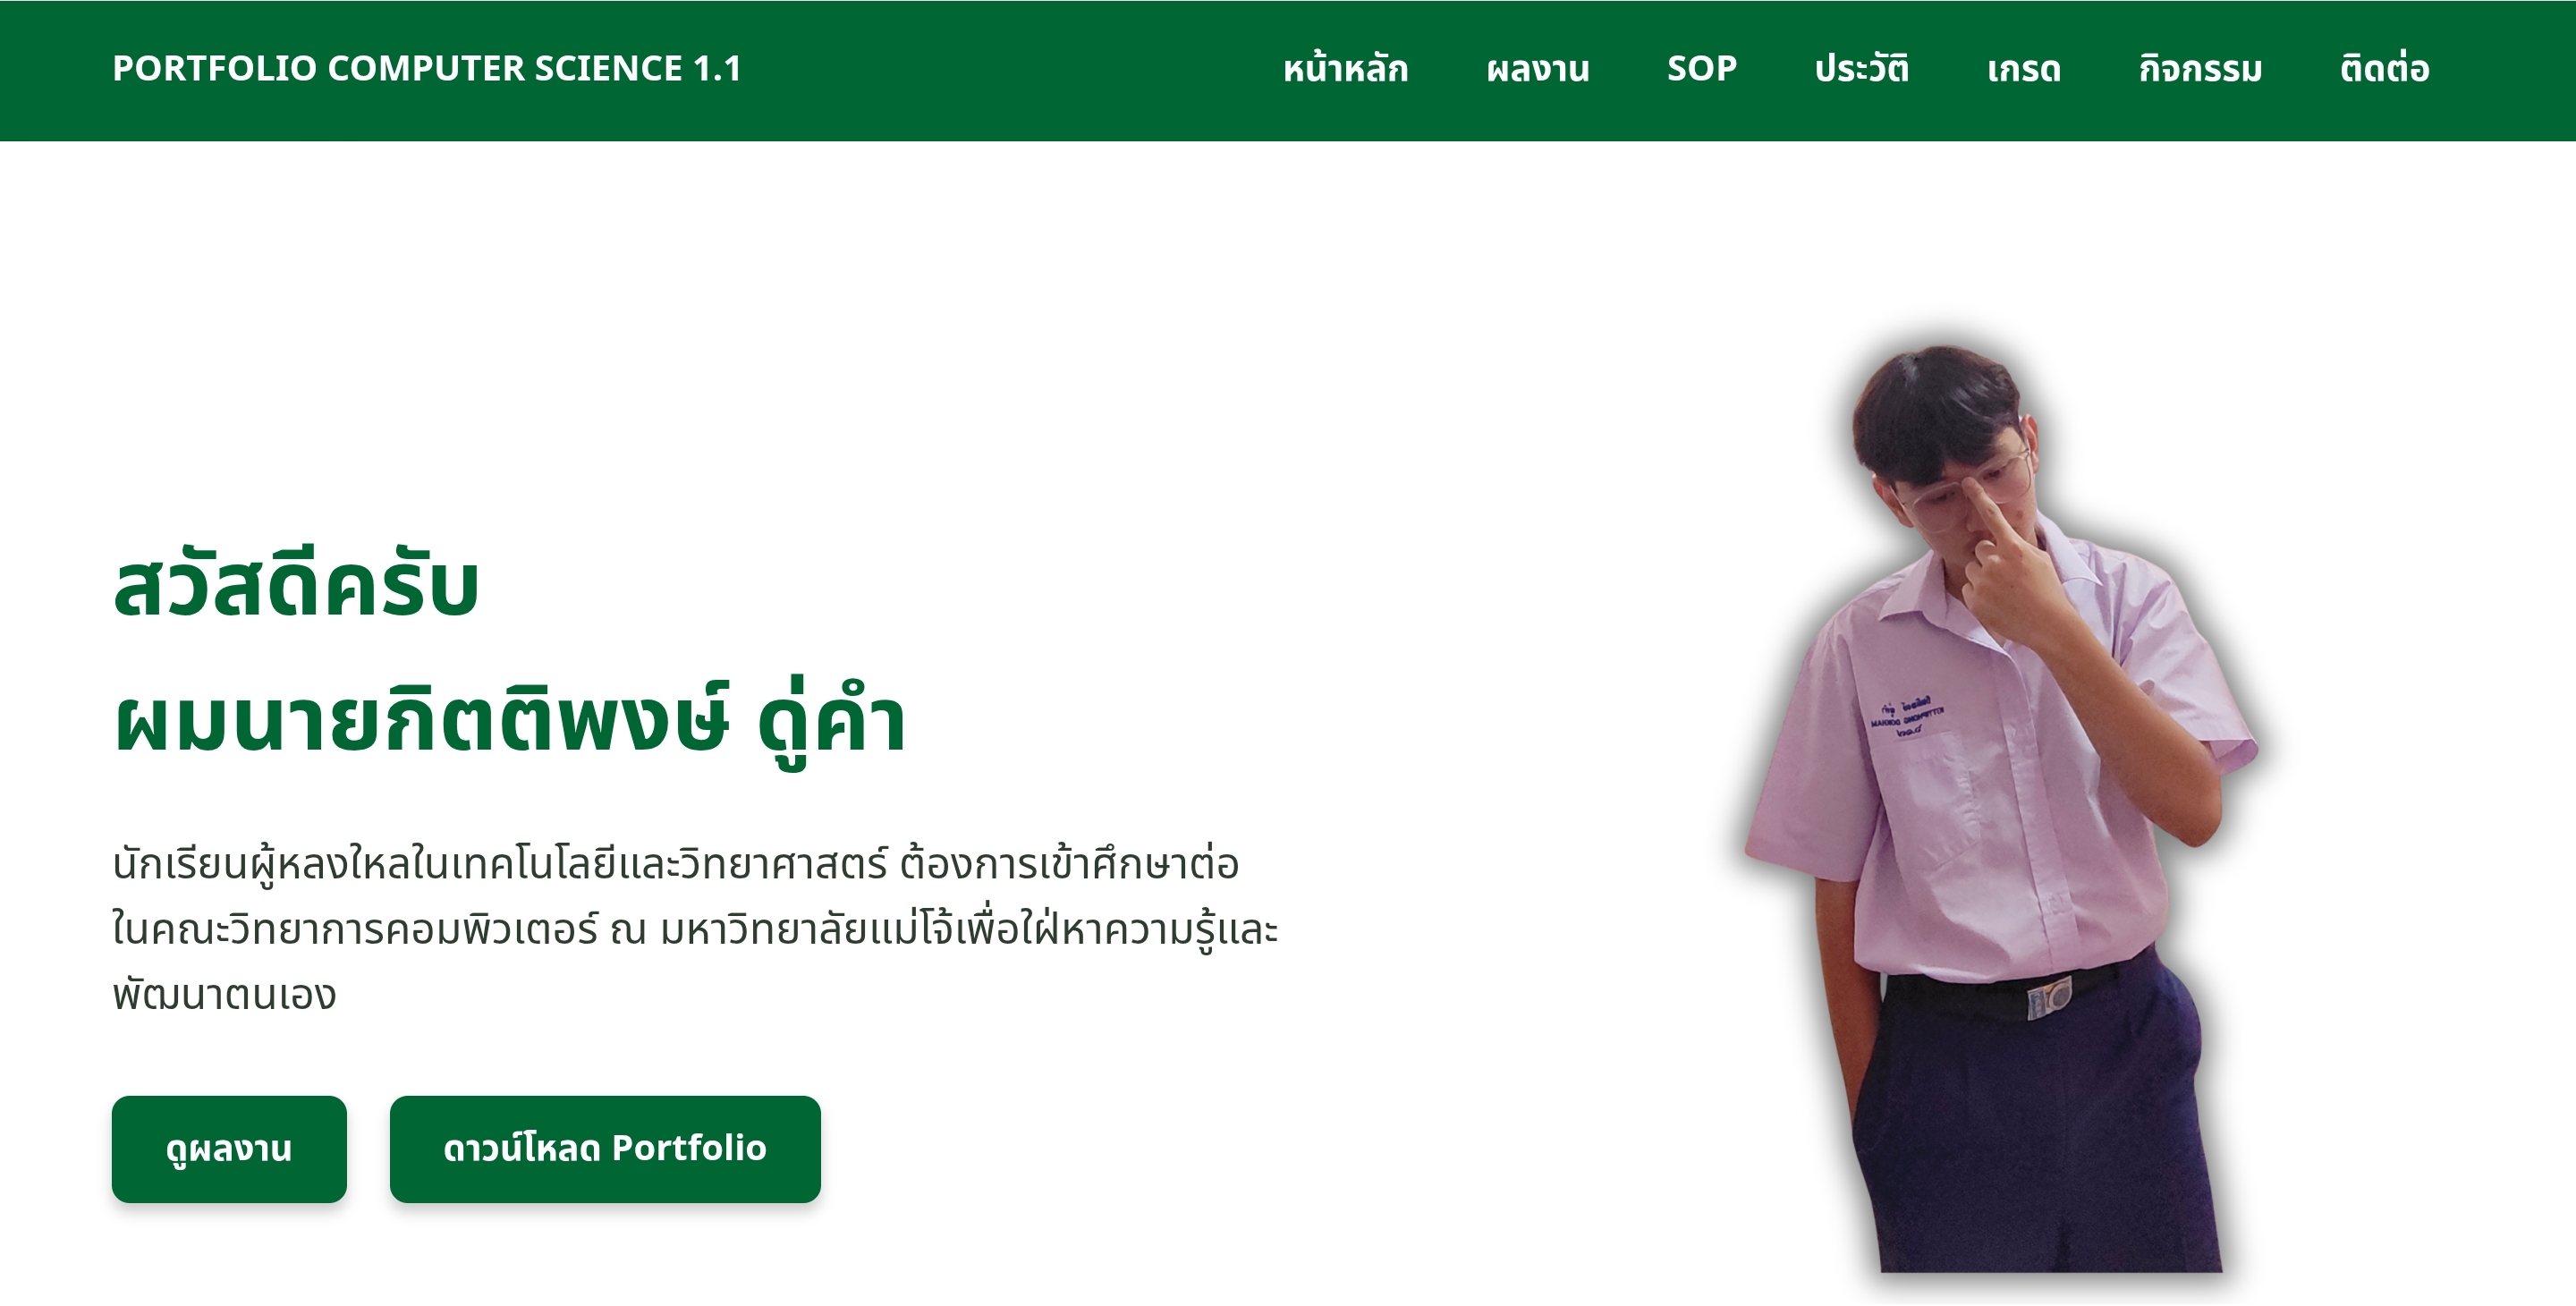 PORTFOLIO COMPUTER SCIENCE 1.1
หน้าหลัก ผลงาน SOP ประวัติ เกรด กิจกรรม ติดต่อ
สวัสดีครับ
ผมนายกิตติพงษ์ ดู่คำ
นักเรียนผู้หลงใหลในเทคโนโลยีและวิทยาศาสตร์ ต้องการเข้าศึกษาต่อ
ในคณะวิทยาการคอมพิวเตอร์ ณ มหาวิทยาลัยแม่โจ้เพื่อใฝ่หาความรู้และ
พัฒนาตนเอง
ดูผลงาน
ดาวน์โหลด Portfolio